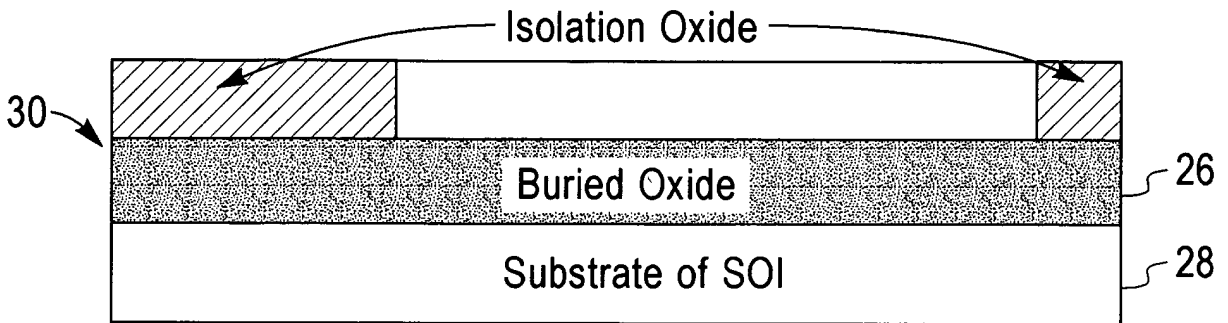 Isolation Oxide
30
Buried Oxide
26
Substrate of SOI
28